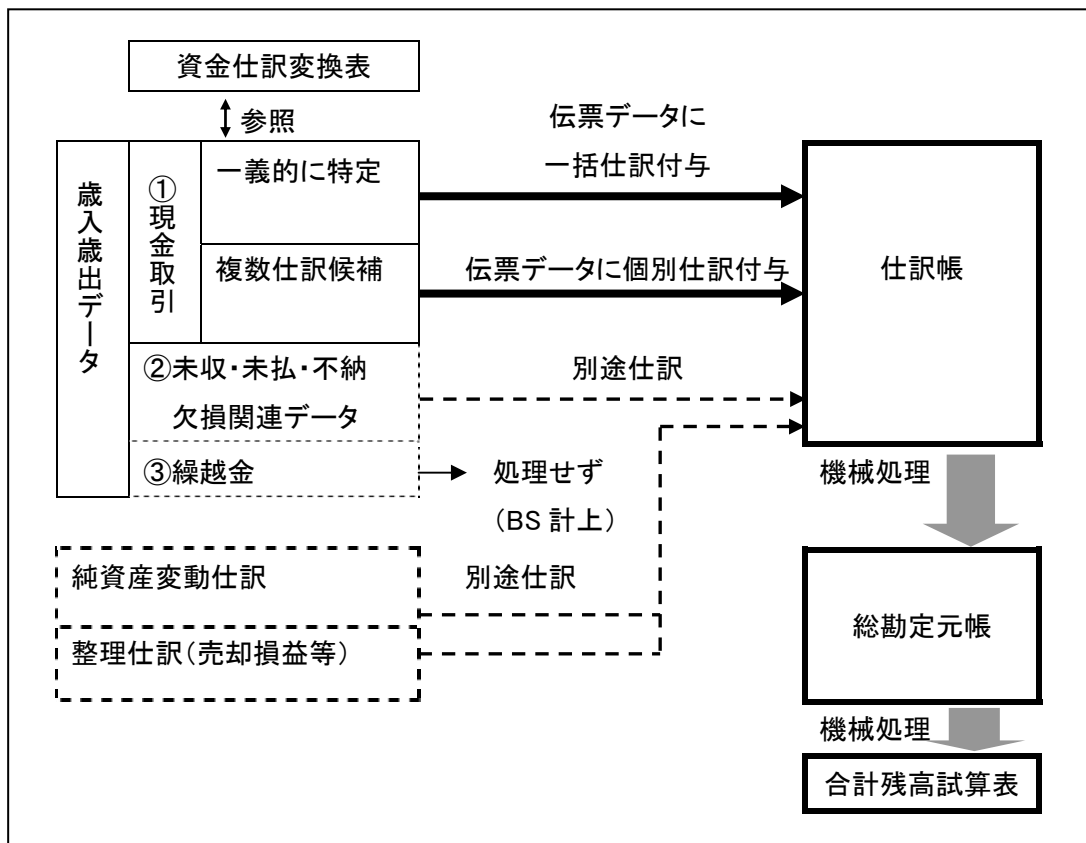 資金仕訳変換表
参照
歳入歳出データ
①現金取引
一義的に特定
複数仕訳候補
②未収・未払・不納
欠損関連データ
③繰越金
伝票データに
一括仕訳付与
伝票データに個別仕訳付与
別途仕訳
処理せず
(BS計上)
純資産変動仕訳
整理仕訳(売却損益等)
別途仕訳
仕訳帳
機械処理
総勘定元帳
機械処理
合計残高試算表